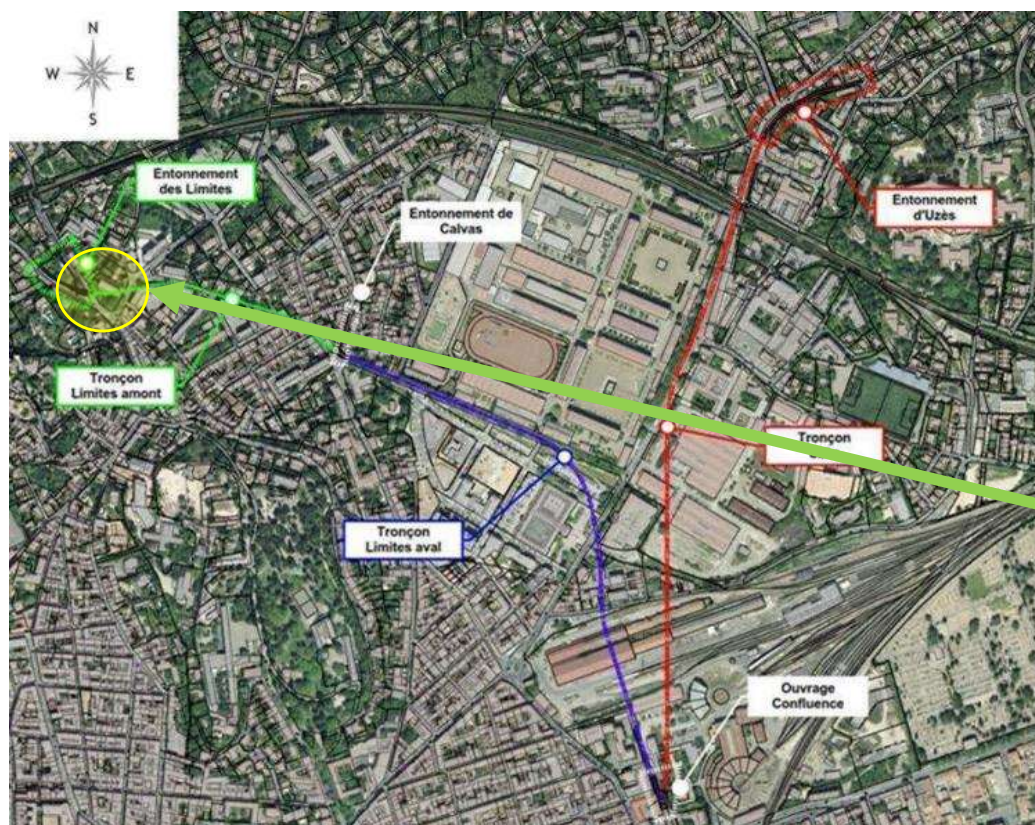 N
W E
S
Entonnement
des Limites
Entonnement de
Calvas
Entonnement
d'Uzès
Tronçon
Limites amont
Tronçon
Tronçon
Limites aval
Ouvrage
Confluence